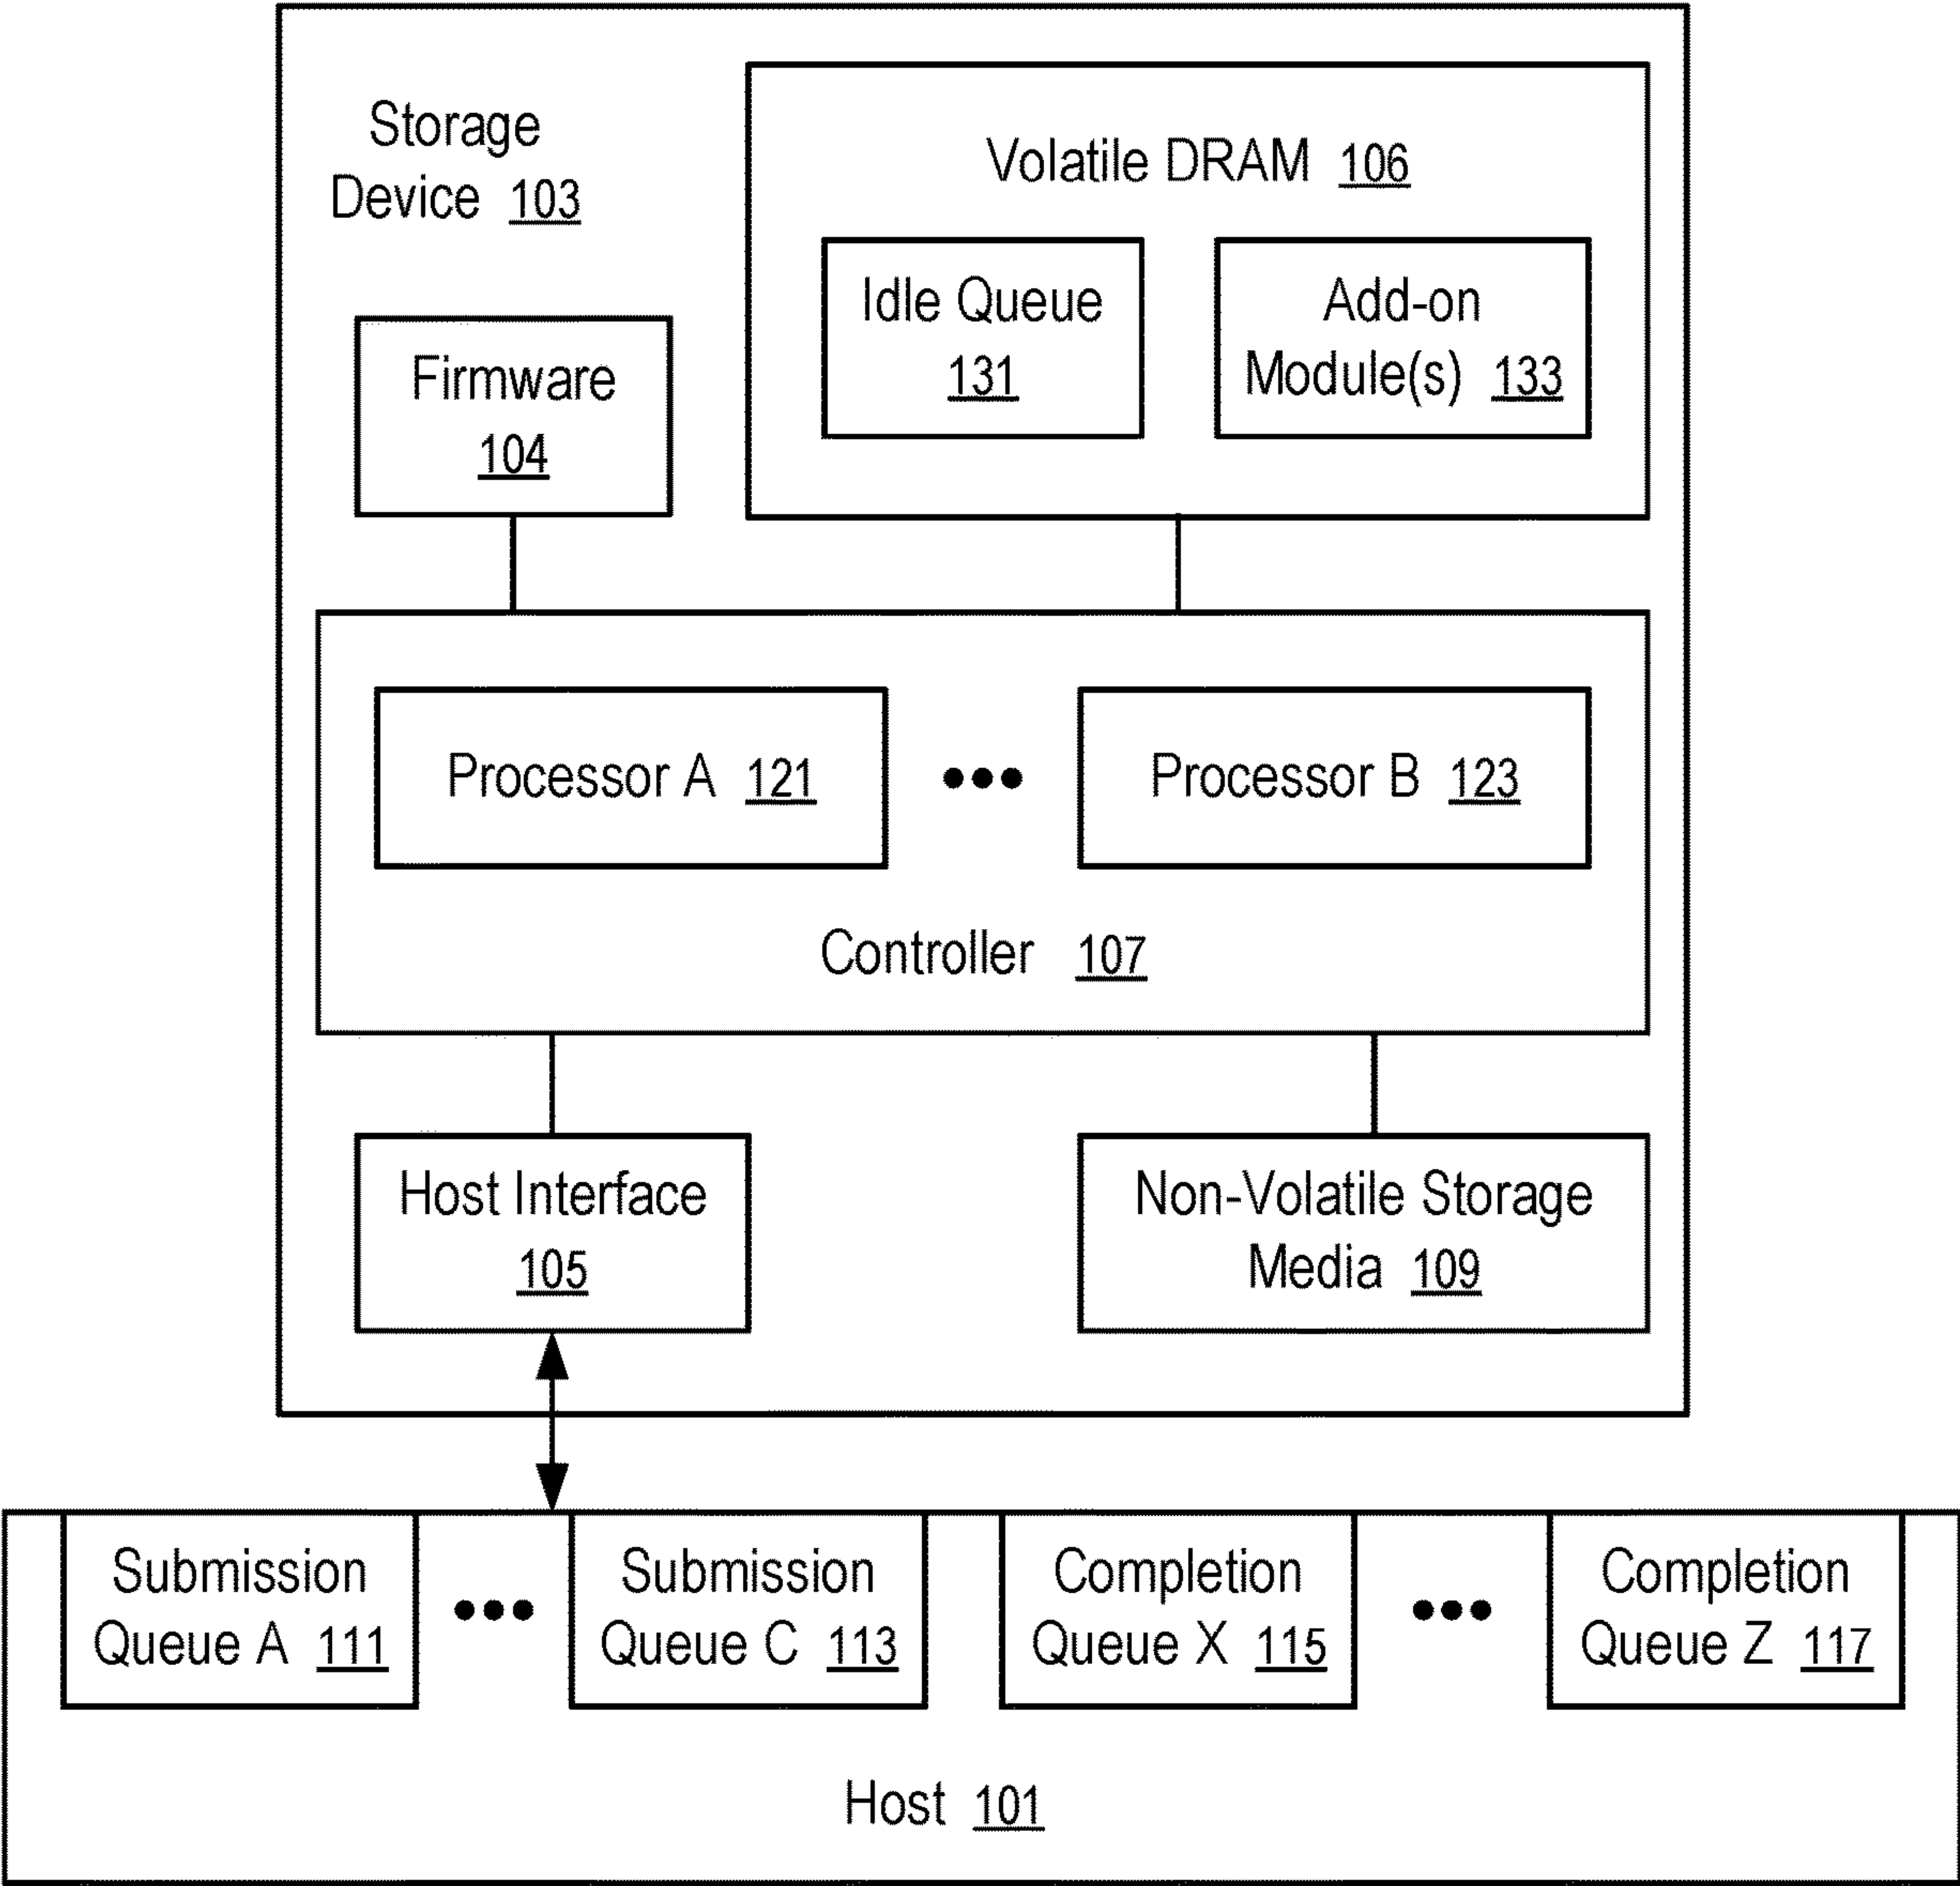 Storage
Device 103
Volatile DRAM 106
Idle Queue
131
Add-on
Module(s) 133
Firmware
104
Processor A 121
Processor B 123
Controller 107
Host Interface
105
Non-Volatile Storage
Media 109
Submission
Queue A 111
Submission
Queue C 113
Completion
Queue X 115
Completion
Queue Z 117
Host 101